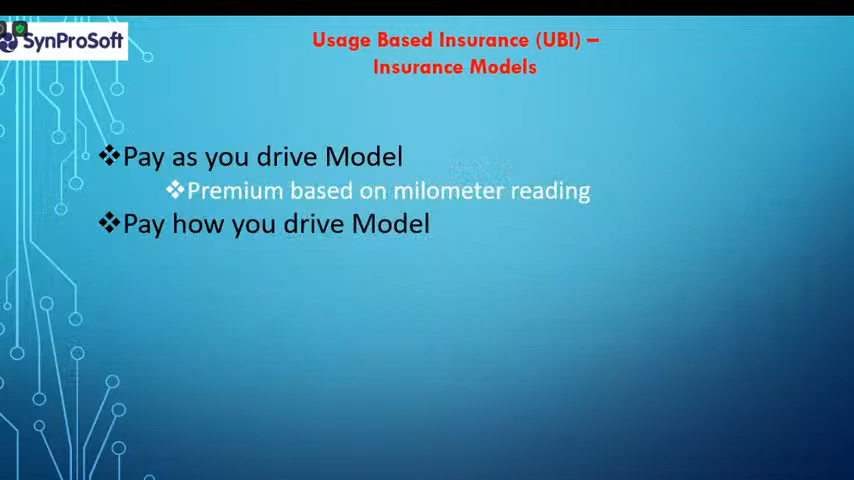 SynProSoft
Usage Based Insurance (UBI) –
Insurance Models
❖Pay as you drive Model
❖Premium based on milometer reading
❖Pay how you drive Model